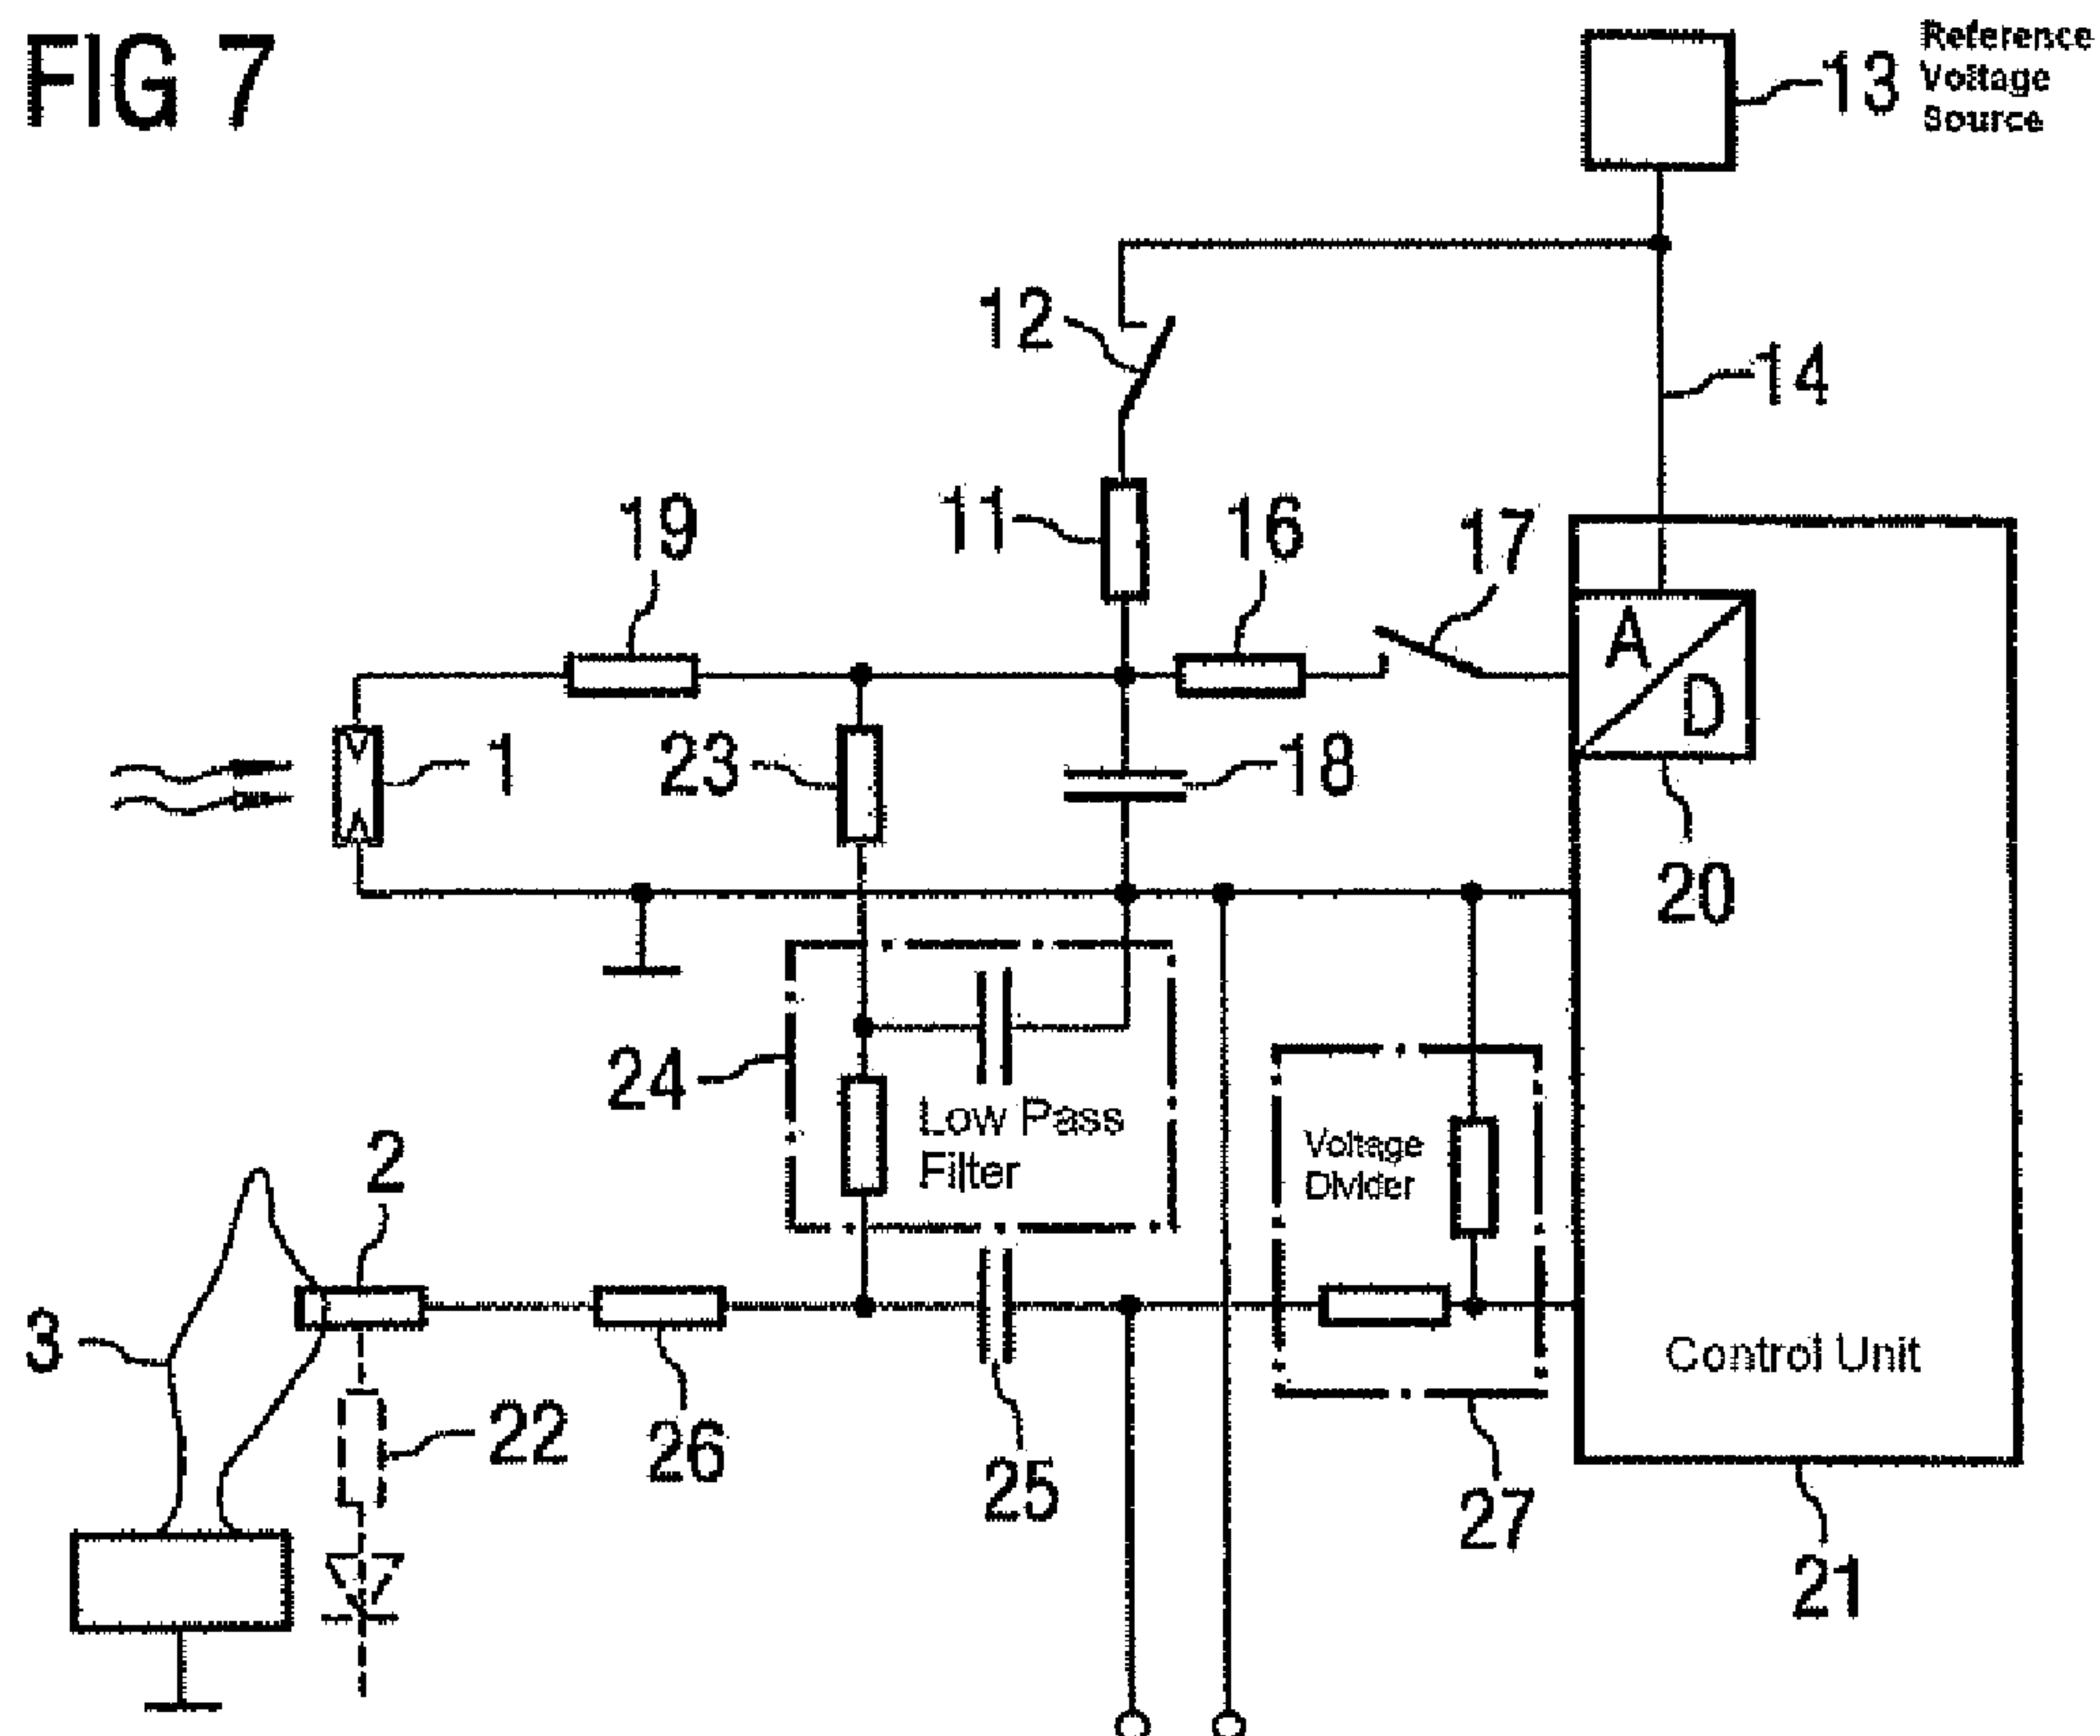 FIG 7
13 Reference
Voltage
Source
12
14
19
11
16
17
A
D
1
23
18
20
24
Low Pass
Filter
Voltage
Divider
2
3
22
26
25
27
Control Unit
21